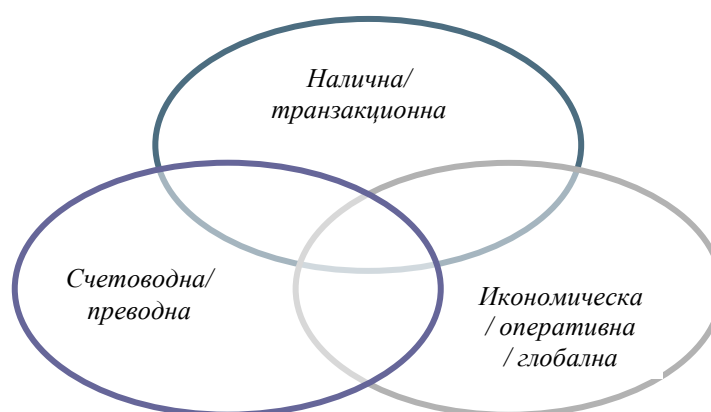 Налична/
транзакционна
Счетоводна/
преводна
Икономическа
/ оперативна
/ глобална